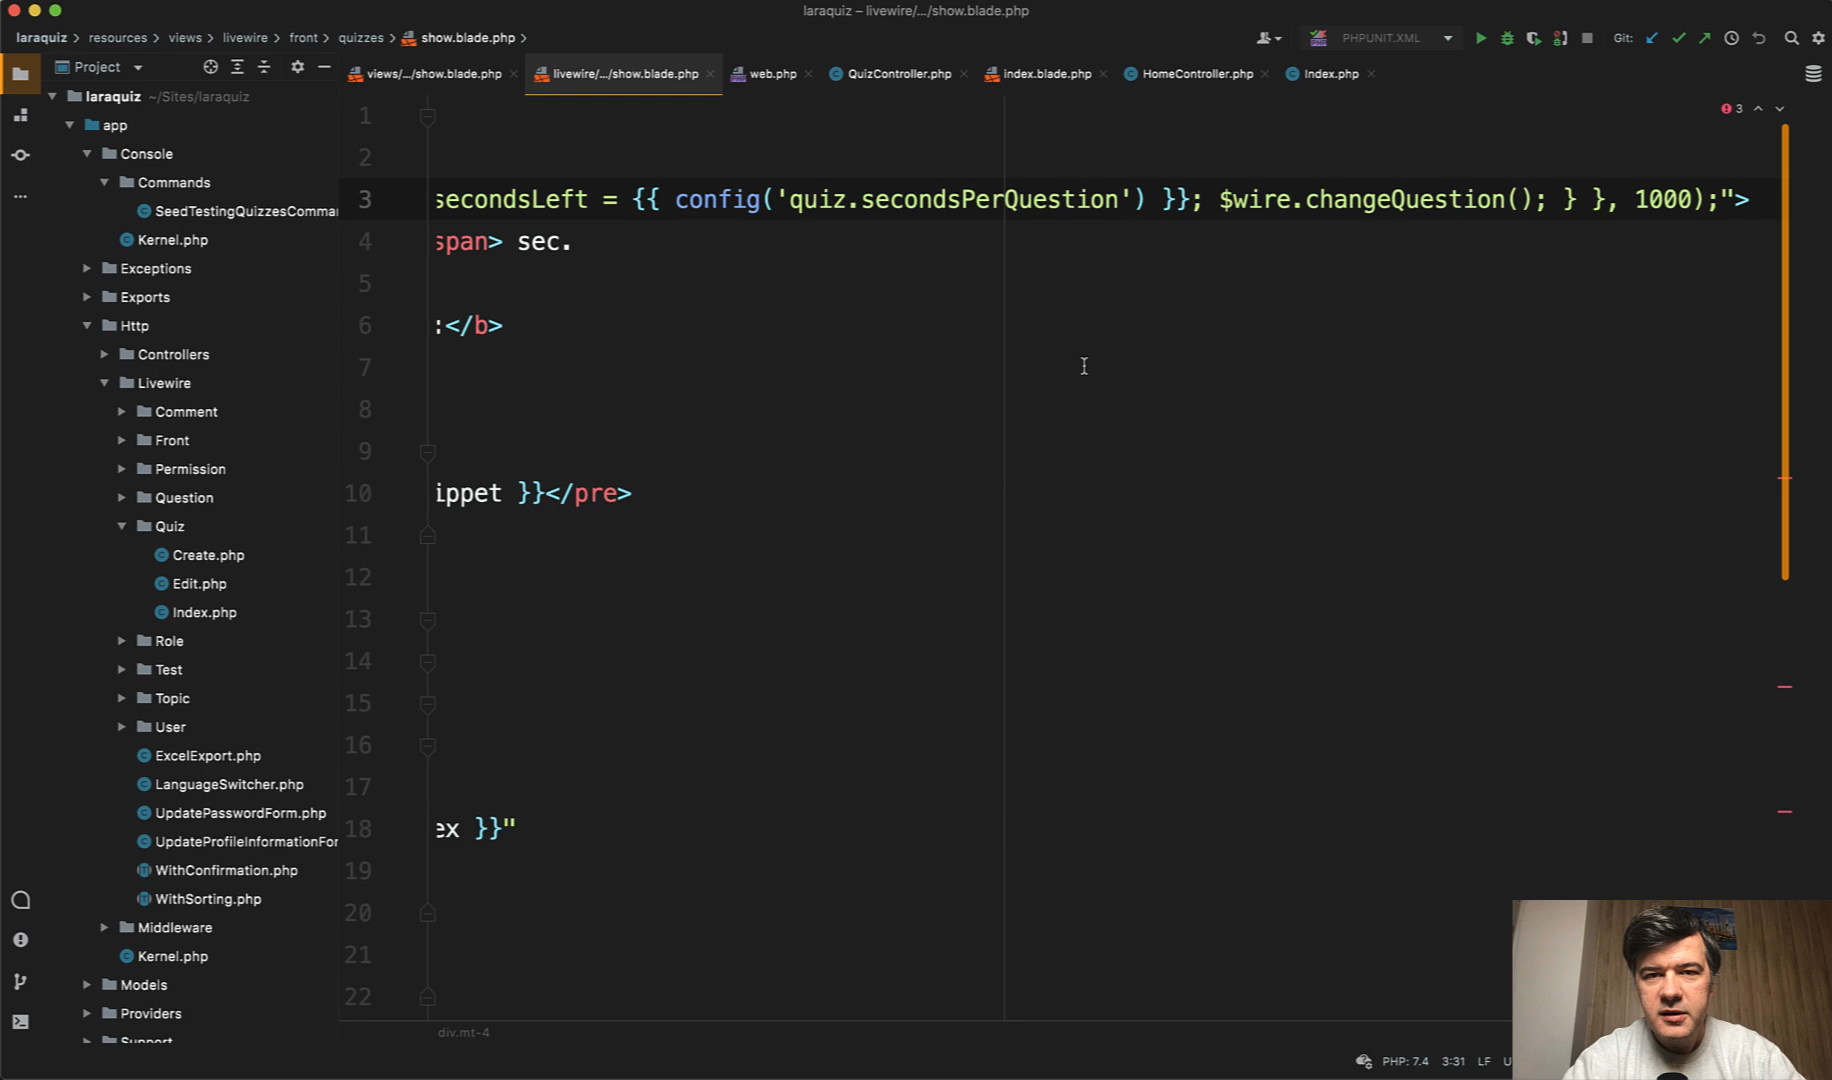 laraquiz – livewire/.../show.blade.php
laraquiz resources views livewire front quizzes show.blade.php
PHPUNIT.XML
Git:
Project
views/.../show.blade.php
livewire/.../show.blade.php
web.php
QuizController.php
index.blade.php
HomeController.php
Index.php
laraquiz ~/Sites/laraquiz
app
Console
Commands
SeedTestingQuizzesComma
Kernel.php
Exceptions
Exports
Http
Controllers
Livewire
Comment
Front
Permission
Question
Quiz
Create.php
Edit.php
Index.php
Role
Test
Topic
User
ExcelExport.php
LanguageSwitcher.php
UpdatePasswordForm.php
UpdateProfileInformationFor
WithConfirmation.php
WithSorting.php
Middleware
Kernel.php
Models
Providers
Support
3
1
2
3 secondsLeft = {{ config('quiz.secondsPerQuestion') }}; $wire.changeQuestion(); } }, 1000);">
4 span> sec.
5
6 :</b>
7
8
9
10 ippet }}</pre>
11
12
13
14
15
16
17
18 ex }}"
19
20
21
22
div.mt-4
PHP: 7.4 3:31 LF U